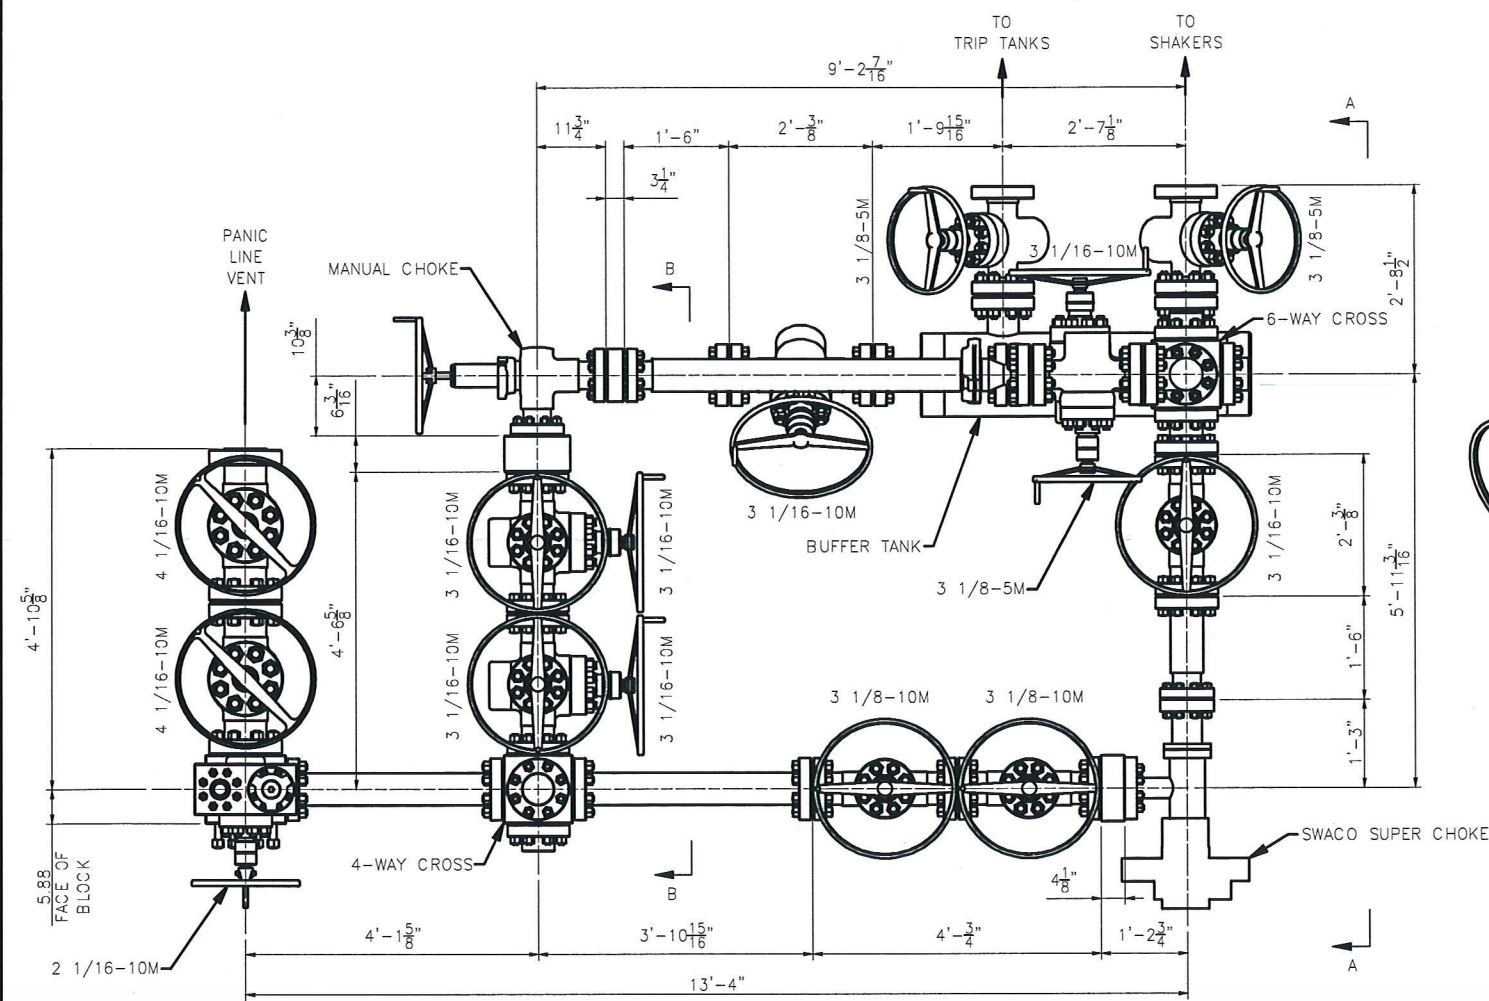 TO
TRIP TANKS
TO
SHAKERS
9'-2 7/16"
A
11 3/4"
1'-6"
2'-3/8"
1'-9 15/16"
2'-7 1/8"
3 1/4"
PANIC
LINE
VENT
MANUAL CHOKE
B
3 1/8-5M
3 1/16-10M
3 1/8-5M
2'-8 1/2"
10 3/8"
6 3/16"
6-WAY CROSS
4 1/16-10M
3 1/16-10M
3 1/16-10M
3 1/16-10M
BUFFER TANK
3 1/8-5M
3 1/16-10M
2'-3/8"
5'-11 3/16"
4'-10 5/8"
4'-6 5/8"
4 1/16-10M
3 1/16-10M
3 1/16-10M
1'-6"
3 1/8-10M
3 1/8-10M
1'-3"
SWACO SUPER CHOKE
4-WAY CROSS
5.88
FACE OF
BLOCK
B
4 1/8"
4'-1 5/8"
3'-10 15/16"
4'-3/4"
1'-2 3/4"
A
2 1/16-10M
13'-4"